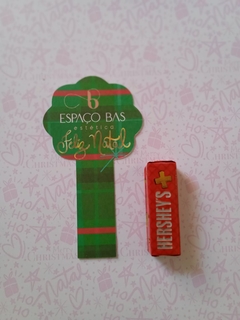 b
ESPAÇO BAS
estética
Feliz Natal
HERSHEY'S +